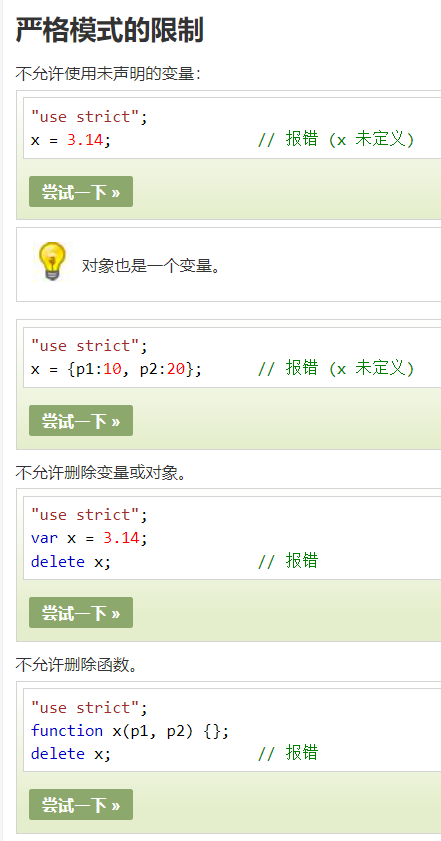 严格模式的限制
不允许使用未声明的变量：
"use strict";
x = 3.14;                // 报错 (x 未定义)
尝试一下 »
对象也是一个变量。
"use strict";
x = {p1:10, p2:20};      // 报错 (x 未定义)
尝试一下 »
不允许删除变量或对象。
"use strict";
var x = 3.14;
delete x;                // 报错
尝试一下 »
不允许删除函数。
"use strict";
function x(p1, p2) {};
delete x;                // 报错
尝试一下 »